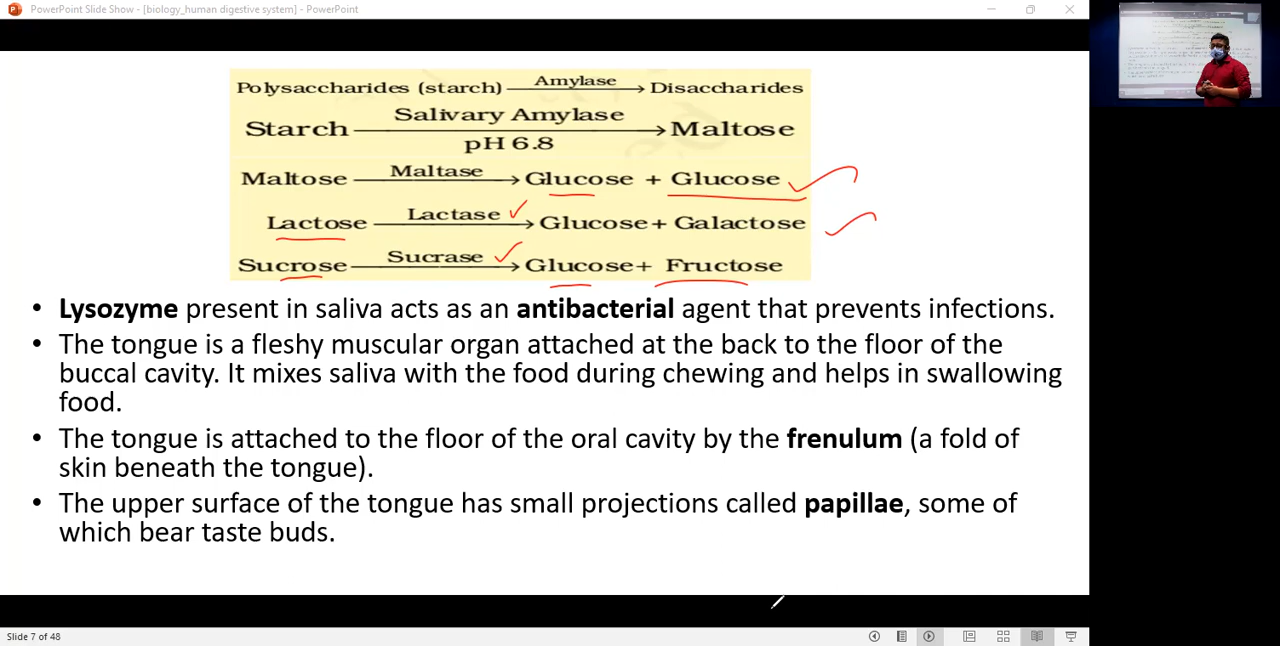 PowerPoint Slide Show - [biology_human digestive system] - PowerPoint
Polysaccharides (starch) Amylase Disaccharides
Starch Salivary Amylase Maltose
pH 6.8
Maltose Maltase Glucose + Glucose
Lactose Lactase Glucose+ Galactose
Sucrose Sucrase Glucose+ Fructose
• Lysozyme present in saliva acts as an antibacterial agent that prevents infections.
• The tongue is a fleshy muscular organ attached at the back to the floor of the
buccal cavity. It mixes saliva with the food during chewing and helps in swallowing
food.
• The tongue is attached to the floor of the oral cavity by the frenulum (a fold of
skin beneath the tongue).
• The upper surface of the tongue has small projections called papillae, some of
which bear taste buds.
Slide 7 of 48